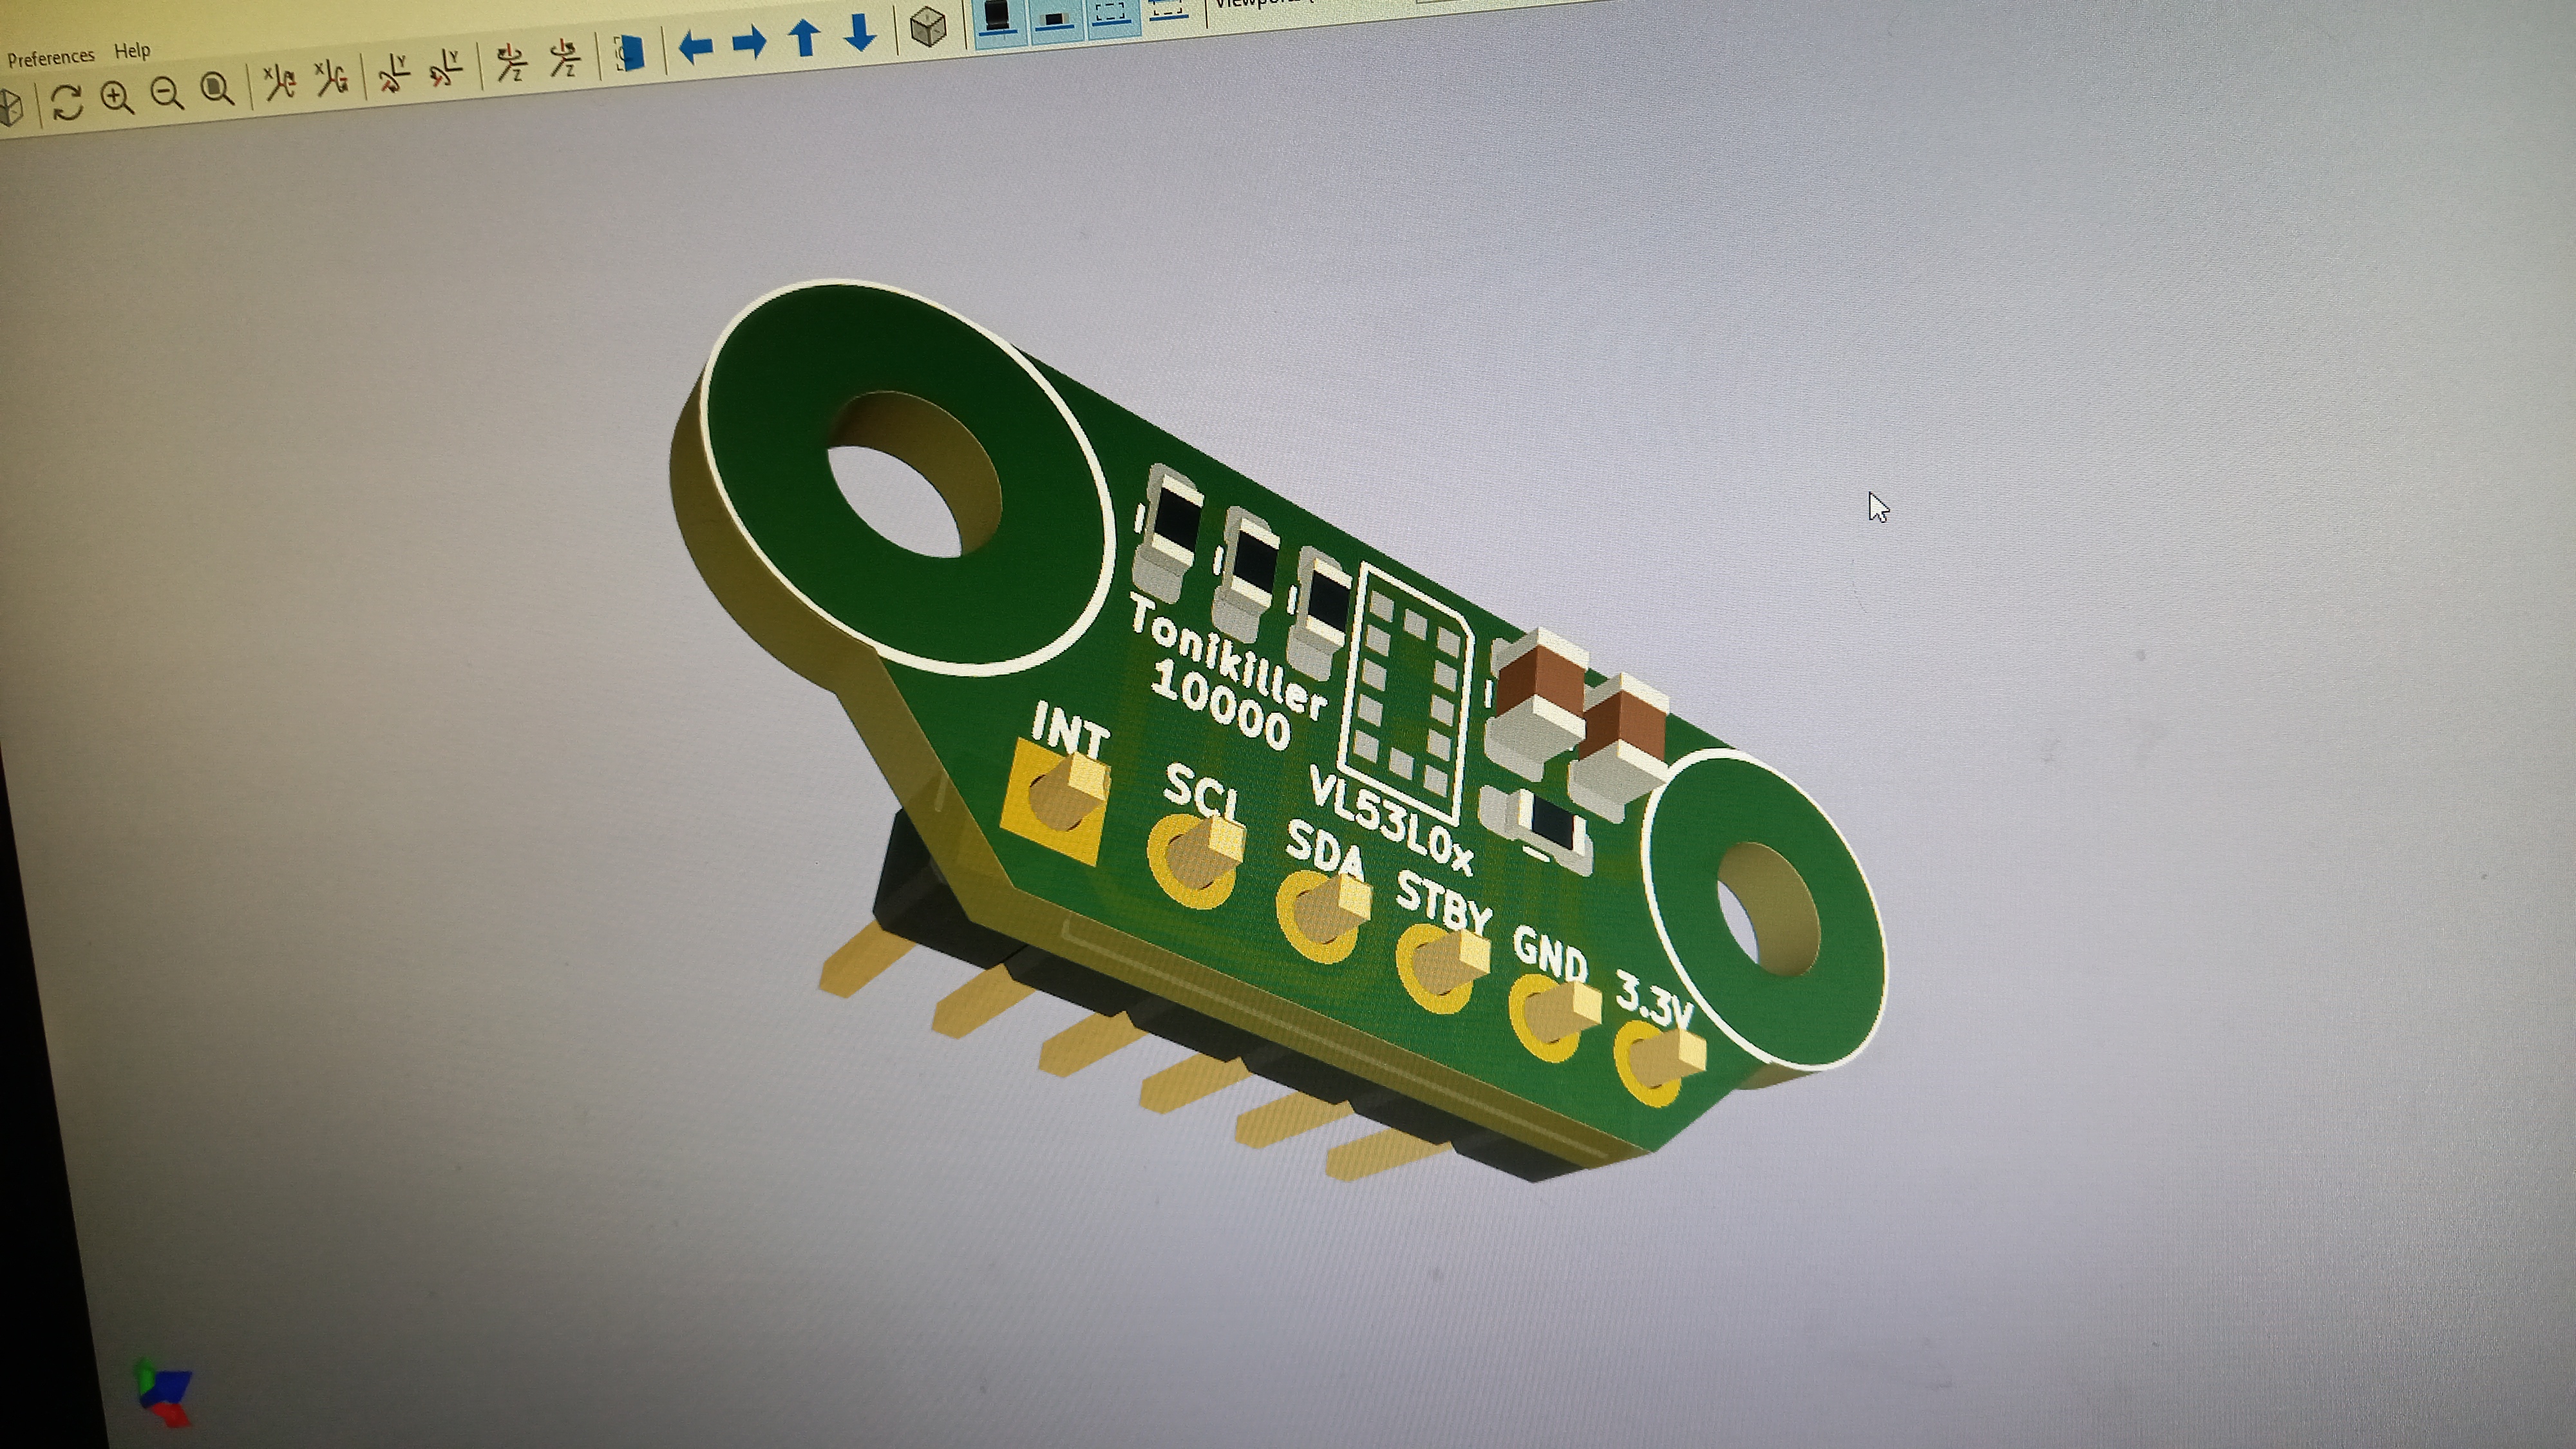 Preferences Help
Tonikiller
10000
INT
SCL
SDA
STBY
GND
3.3V
VL53L0x